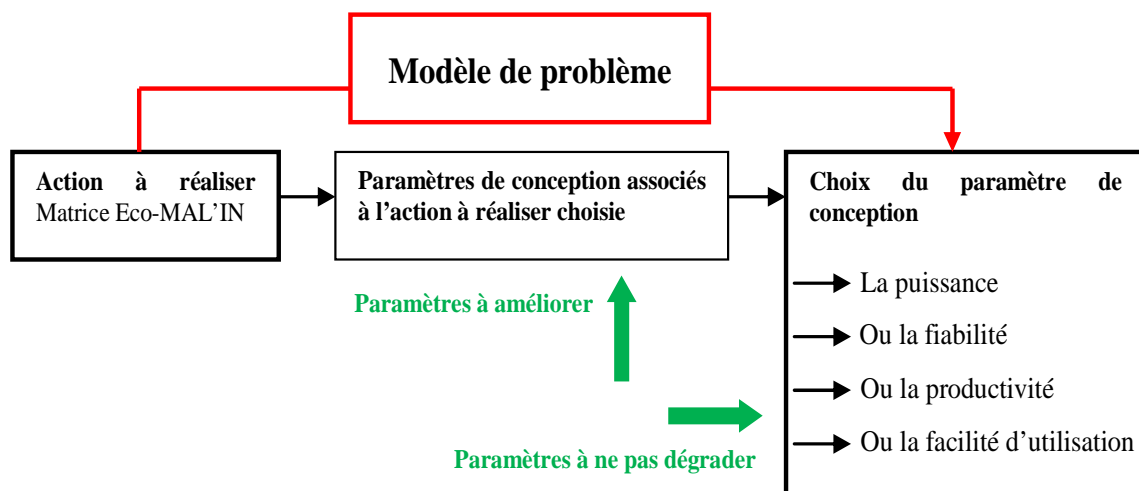 Modèle de problème
Action à réaliser
Matrice Eco-MAL’IN
Paramètres de conception associés
à l’action à réaliser choisie
Choix du paramètre de
conception
La puissance
Ou la fiabilité
Ou la productivité
Ou la facilité d’utilisation
Paramètres à améliorer
Paramètres à ne pas dégrader